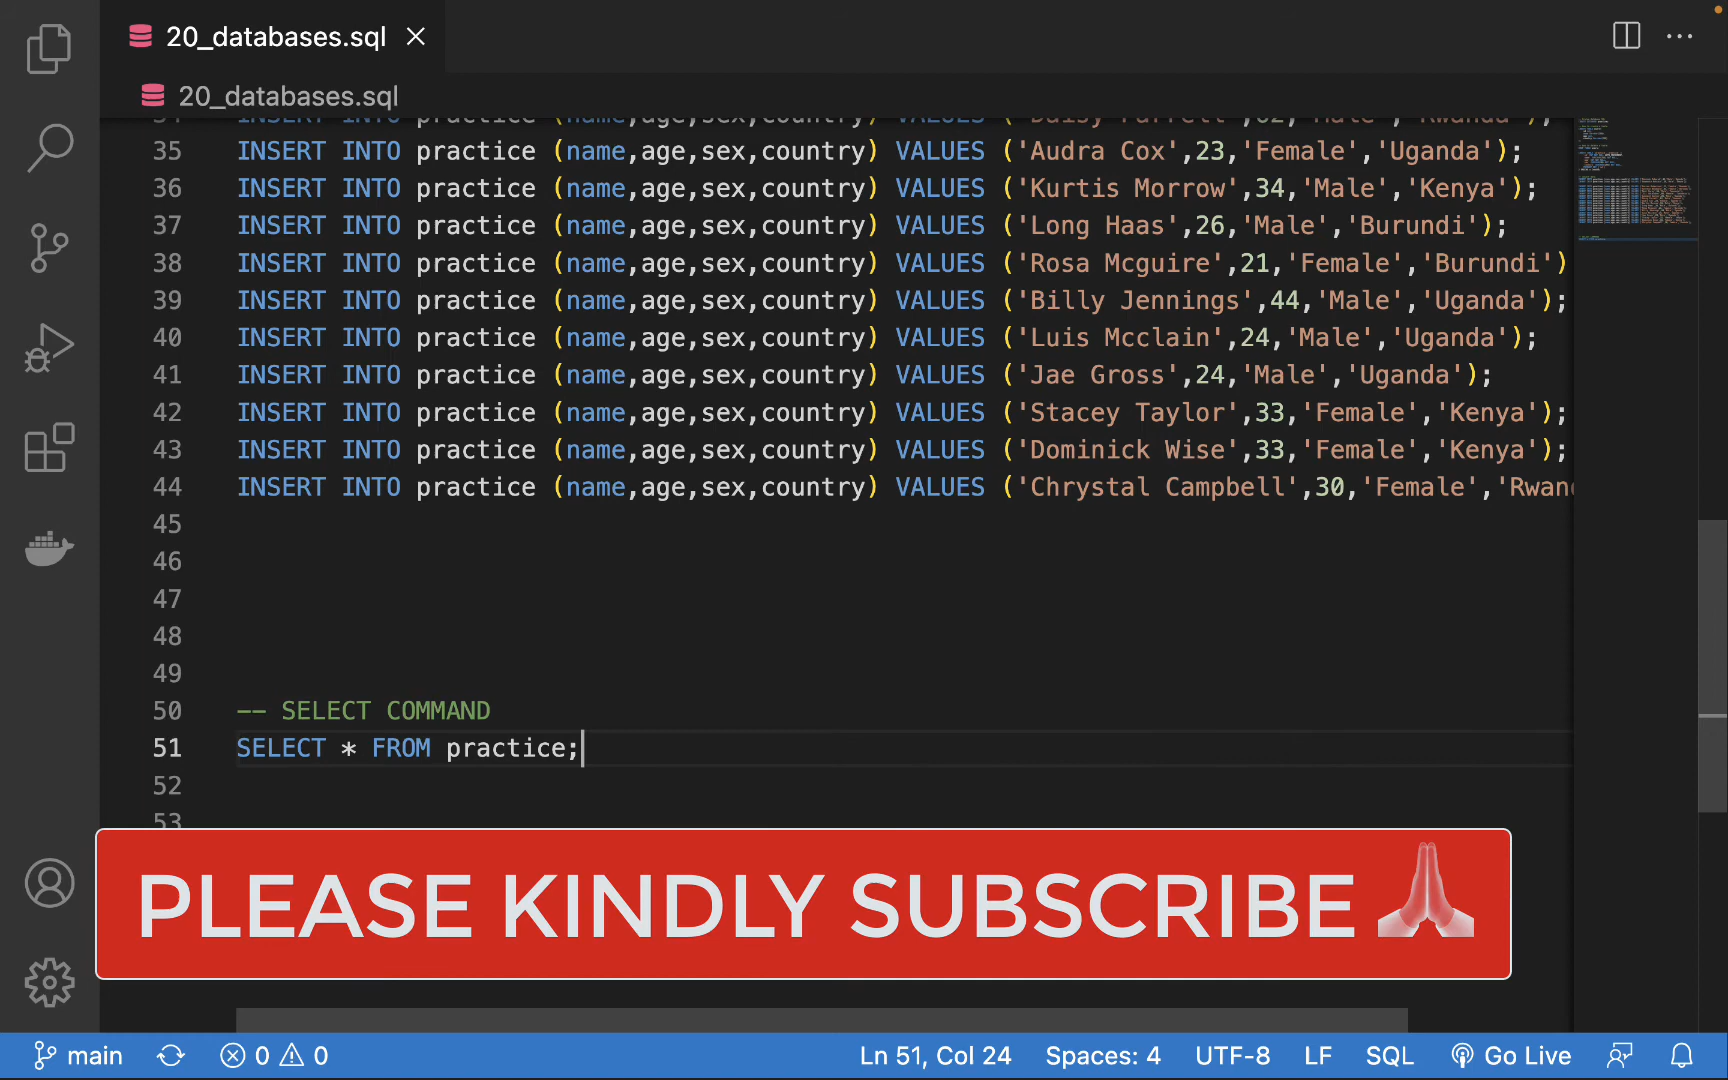 20_databases.sql
20_databases.sql
INSERT INTO practice (name,age,sex,country) VALUES
35 INSERT INTO practice (name,age,sex,country) VALUES ('Audra Cox',23,'Female','Uganda');
36 INSERT INTO practice (name,age,sex,country) VALUES ('Kurtis Morrow',34,'Male','Kenya');
37 INSERT INTO practice (name,age,sex,country) VALUES ('Long Haas',26,'Male','Burundi');
38 INSERT INTO practice (name,age,sex,country) VALUES ('Rosa Mcguire',21,'Female','Burundi')
39 INSERT INTO practice (name,age,sex,country) VALUES ('Billy Jennings',44,'Male','Uganda');
40 INSERT INTO practice (name,age,sex,country) VALUES ('Luis Mcclain',24,'Male','Uganda');
41 INSERT INTO practice (name,age,sex,country) VALUES ('Jae Gross',24,'Male','Uganda');
42 INSERT INTO practice (name,age,sex,country) VALUES ('Stacey Taylor',33,'Female','Kenya');
43 INSERT INTO practice (name,age,sex,country) VALUES ('Dominick Wise',33,'Female','Kenya');
44 INSERT INTO practice (name,age,sex,country) VALUES ('Chrystal Campbell',30,'Female','Rwan
45
46
47
48
49
50 -- SELECT COMMAND
51 SELECT * FROM practice;
52
53
PLEASE KINDLY SUBSCRIBE
main 0 0 Ln 51, Col 24 Spaces: 4 UTF-8 LF SQL Go Live